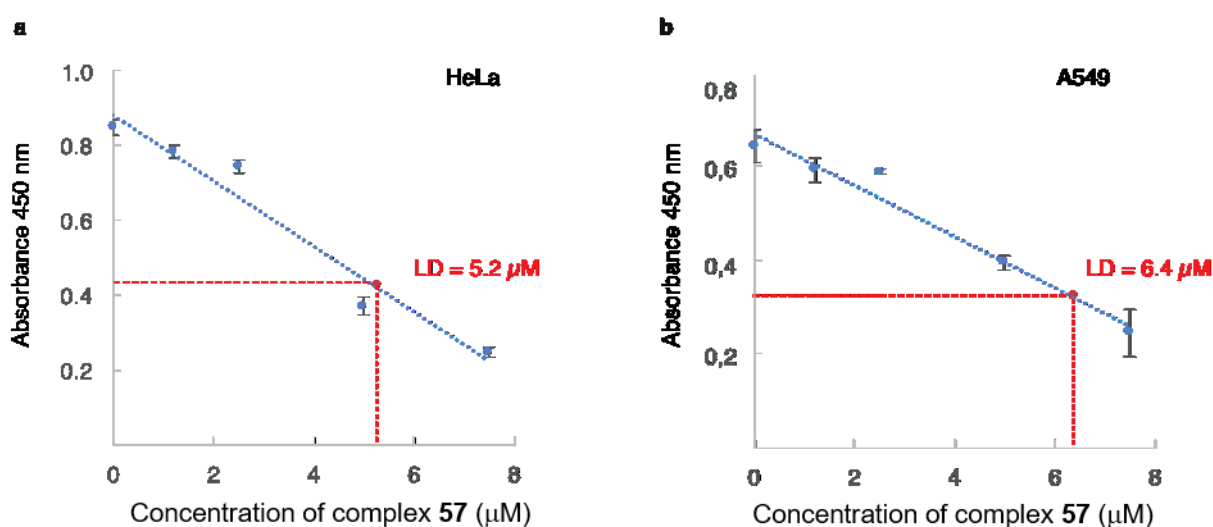 a
HeLa
Absorbance 450 nm
1.0
0.8
0.6
0.4
0.2
LD = 5.2 µM
0 2 4 6 8
Concentration of complex 57 (µM)
b
A549
Absorbance 450 nm
0,8
0,6
0,4
0,2
LD = 6.4 µM
0 2 4 6 8
Concentration of complex 57 (µM)